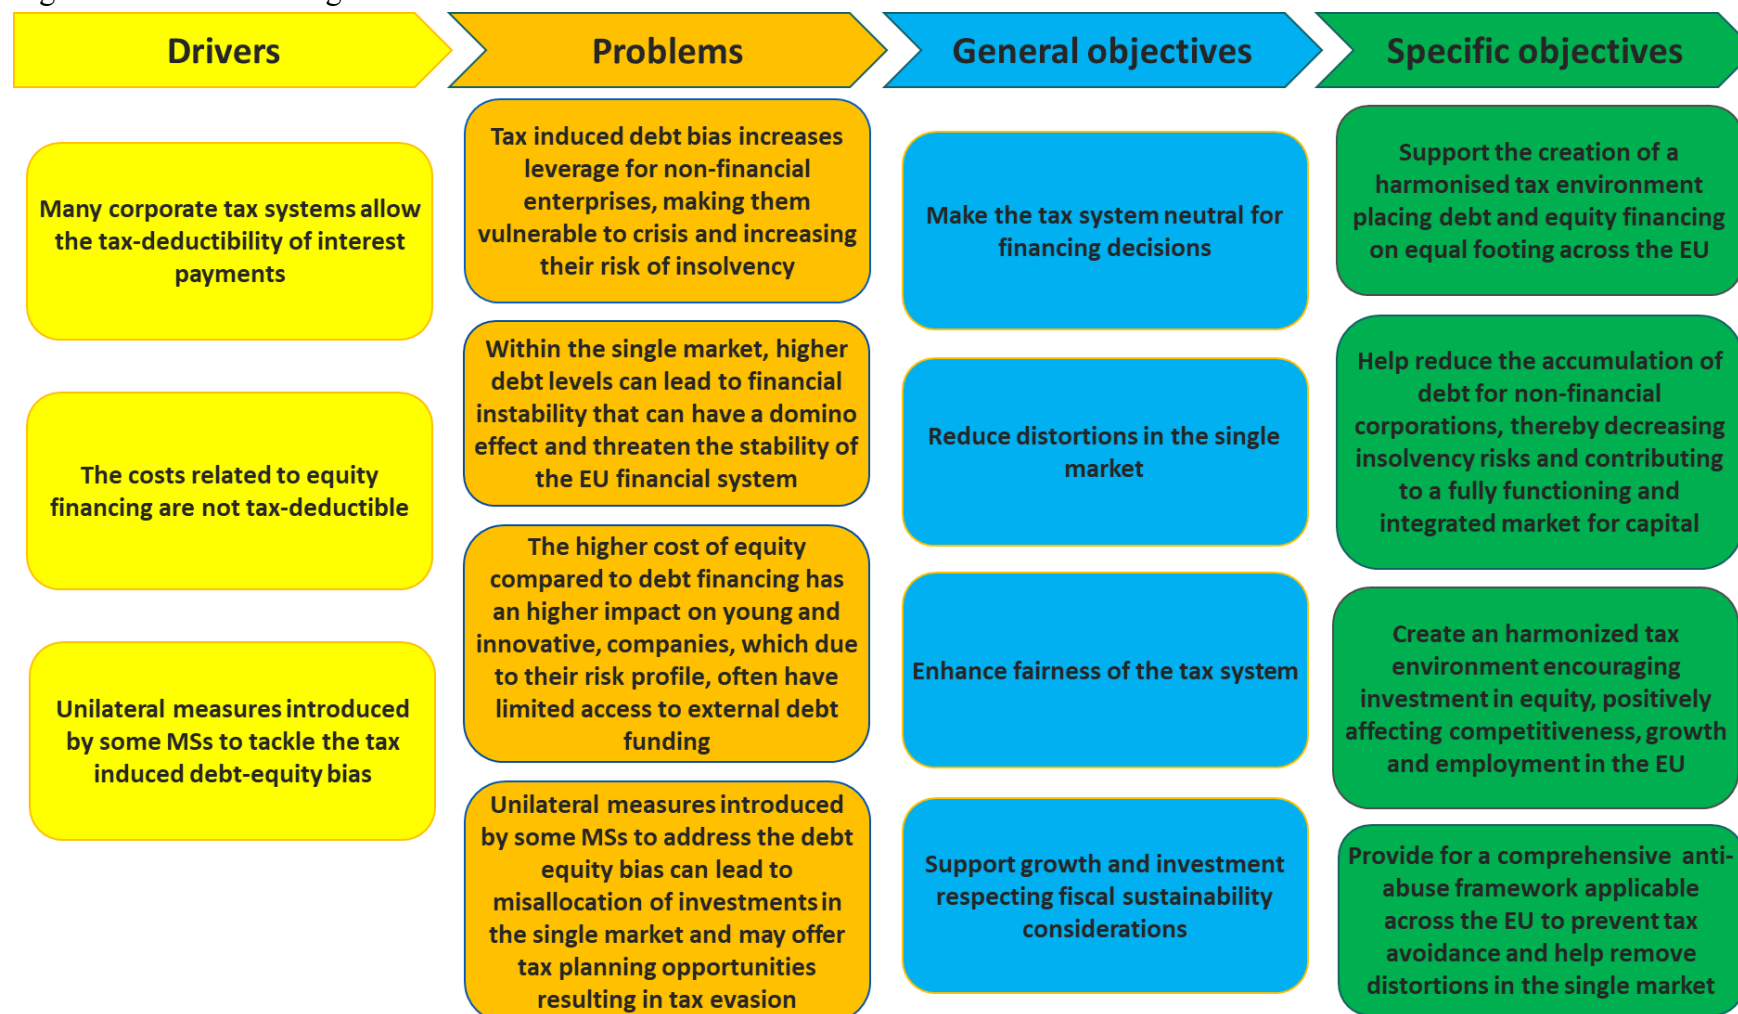 Drivers
Problems
General objectives
Specific objectives
Many corporate tax systems allow
the tax-deductibility of interest
payments
The costs related to equity
financing are not tax-deductible
Unilateral measures introduced
by some MSs to tackle the tax
induced debt-equity bias
Tax induced debt bias increases
leverage for non-financial
enterprises, making them
vulnerable to crisis and increasing
their risk of insolvency
Within the single market, higher
debt levels can lead to financial
instability that can have a domino
effect and threaten the stability of
the EU financial system
The higher cost of equity
compared to debt financing has
an higher impact on young and
innovative, companies, which due
to their risk profile, often have
limited access to external debt
funding
Unilateral measures introduced
by some MSs to address the debt
equity bias can lead to
misallocation of investments in
the single market and may offer
tax planning opportunities
resulting in tax evasion
Make the tax system neutral for
financing decisions
Reduce distortions in the single
market
Enhance fairness of the tax system
Support growth and investment
respecting fiscal sustainability
considerations
Support the creation of a
harmonised tax environment
placing debt and equity financing
on equal footing across the EU
Help reduce the accumulation of
debt for non-financial
corporations, thereby decreasing
insolvency risks and contributing
to a fully functioning and
integrated market for capital
Create an harmonized tax
environment encouraging
investment in equity, positively
affecting competitiveness, growth
and employment in the EU
Provide for a comprehensive anti-
abuse framework applicable
across the EU to prevent tax
avoidance and help remove
distortions in the single market